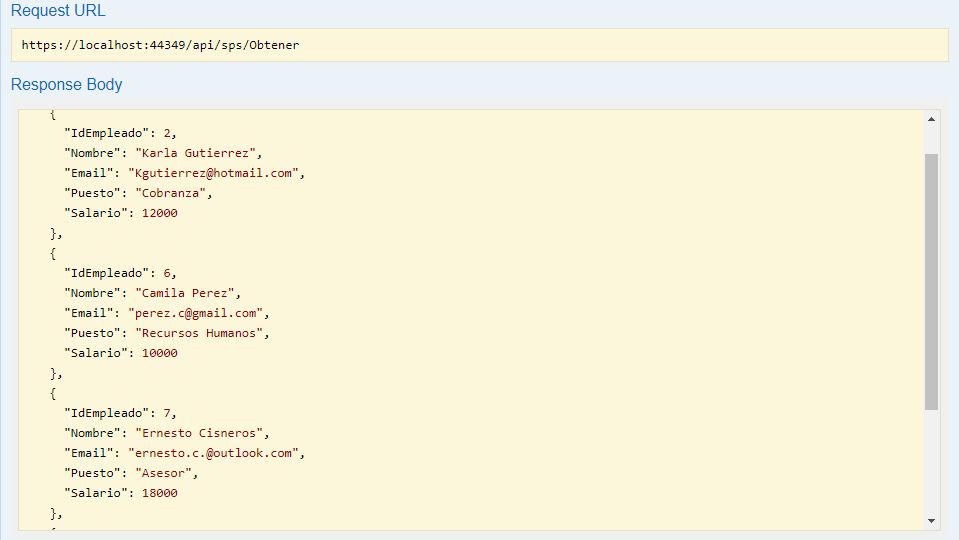 Request URL
https://localhost:44349/api/sps/Obtener
Response Body
{
"IdEmpleado": 2,
"Nombre": "Karla Gutierrez",
"Email": "Kgutierrez@hotmail.com",
"Puesto": "Cobranza",
"Salario": 12000
},
{
"IdEmpleado": 6,
"Nombre": "Camila Perez",
"Email": "perez.c@gmail.com",
"Puesto": "Recursos Humanos",
"Salario": 10000
},
{
"IdEmpleado": 7,
"Nombre": "Ernesto Cisneros",
"Email": "ernesto.c.@outlook.com",
"Puesto": "Asesor",
"Salario": 18000
},
{